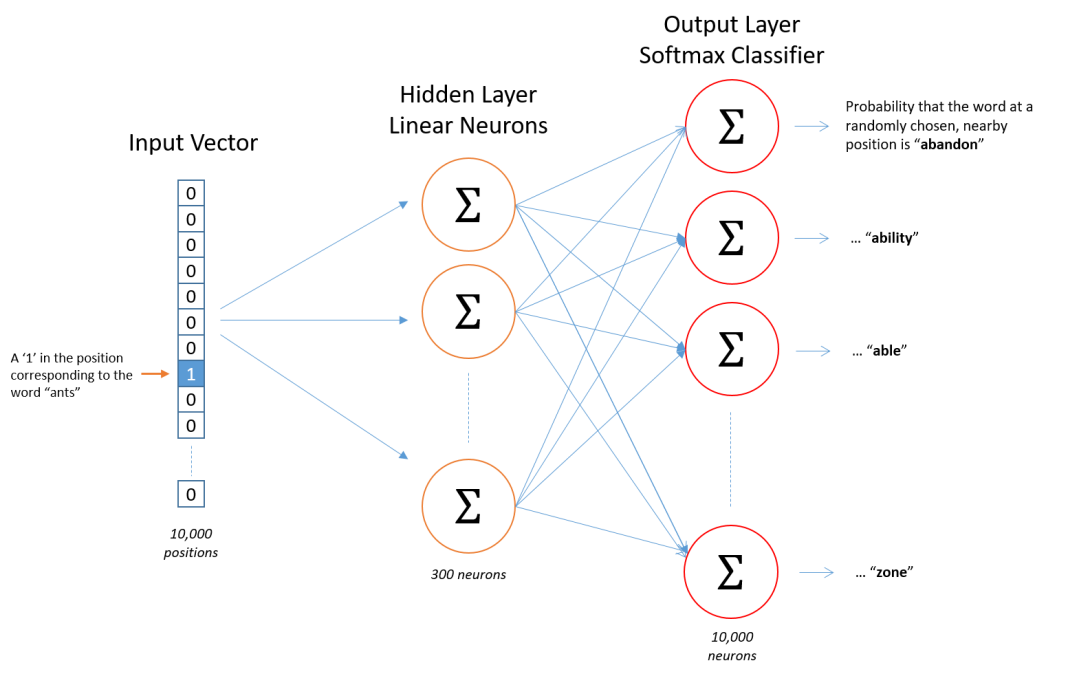 Output Layer
Softmax Classifier
Hidden Layer
Linear Neurons
Input Vector
0
0
0
0
0
0
0
1
0
0
0
A ‘1’ in the position
corresponding to the
word “ants”
10,000
positions
Σ
Σ
Σ
300 neurons
Σ
Σ
Σ
Σ
10,000
neurons
Probability that the word at a
randomly chosen, nearby
position is “abandon”
... “ability”
... “able”
... “zone”